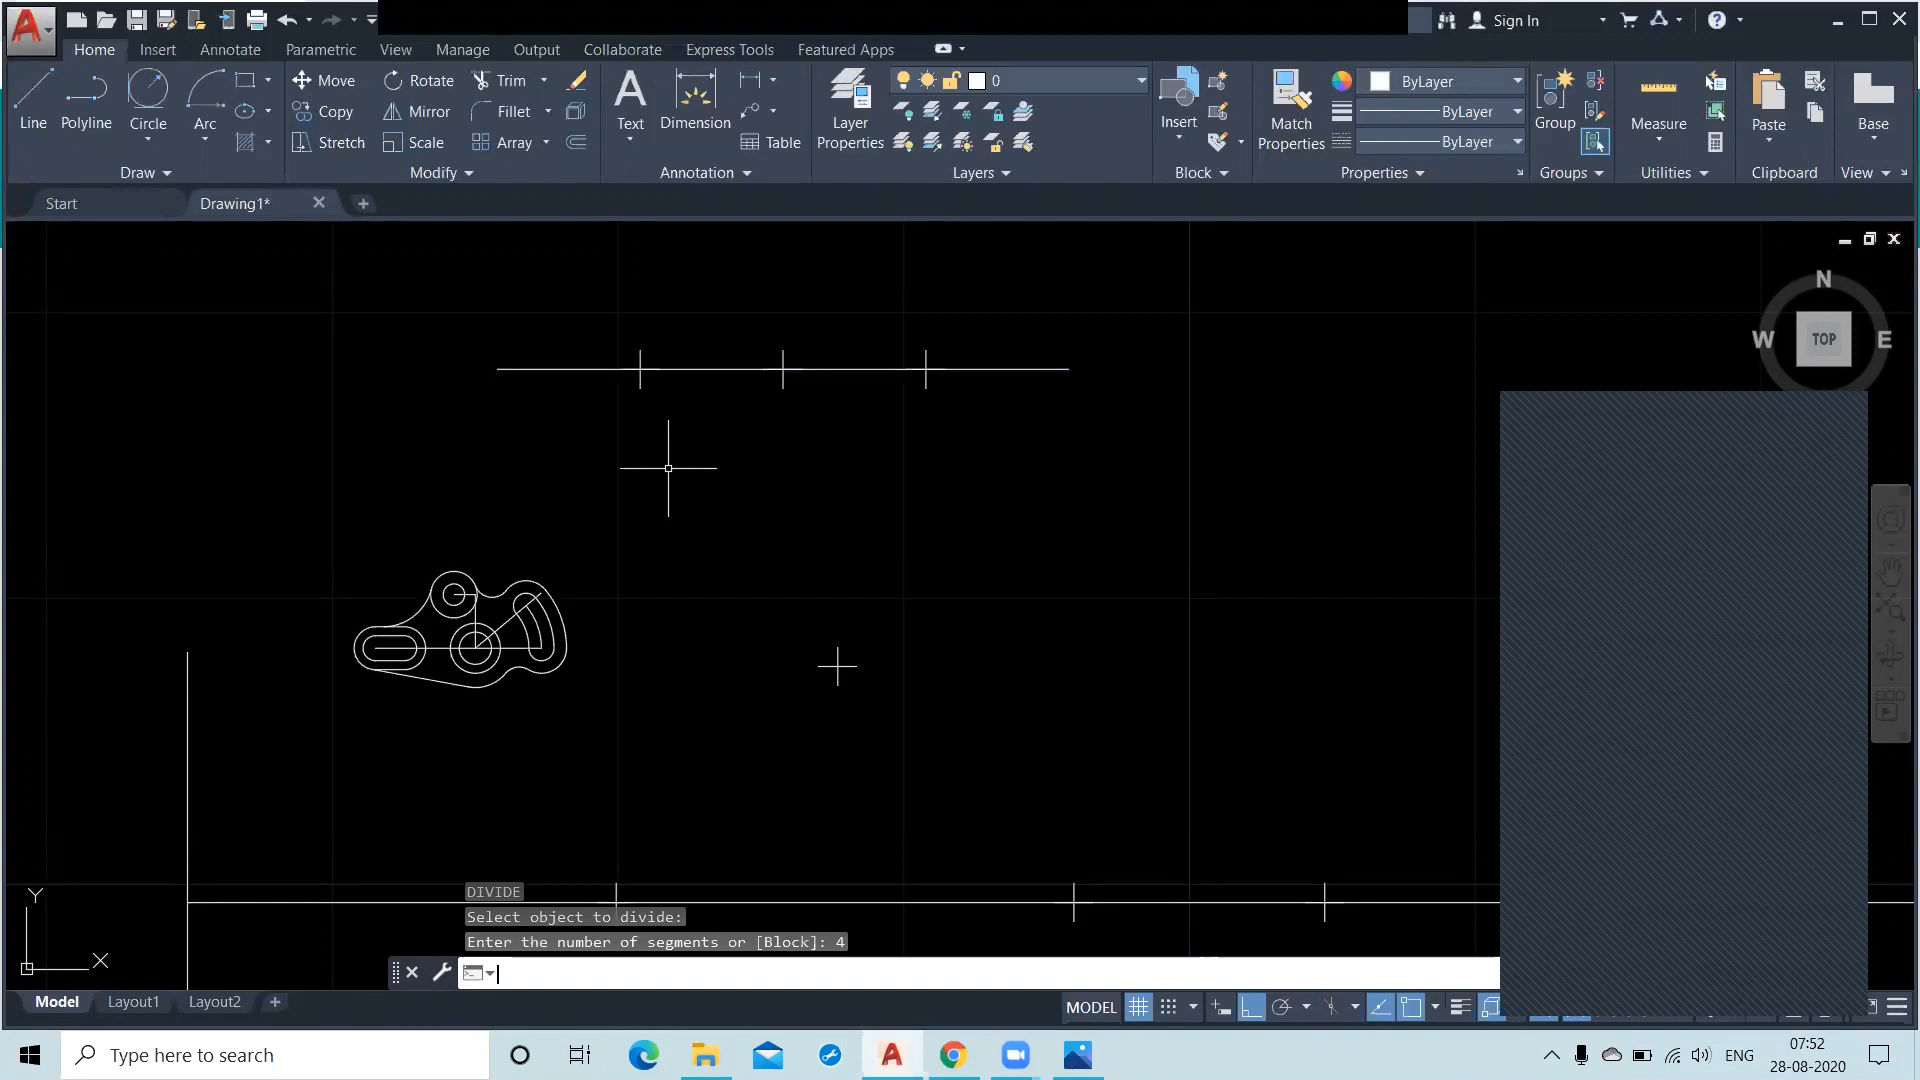 Sign In
Home Insert Annotate Parametric View Manage Output Collaborate Express Tools Featured Apps
Line Polyline Circle Arc
Move Rotate Trim
Copy Mirror Fillet
Stretch Scale Array
Text Dimension Table
Layer Properties
0
Insert
Match Properties
ByLayer
ByLayer
ByLayer
Group
Measure
Paste
Base
Draw Modify Annotation Layers Block Properties Groups Utilities Clipboard View
Start Drawing1*
N
W TOP E
DIVIDE
Select object to divide:
Enter the number of segments or [Block]: 4
Y
X
Model Layout1 Layout2
MODEL
Type here to search
ENG
07:52
28-08-2020